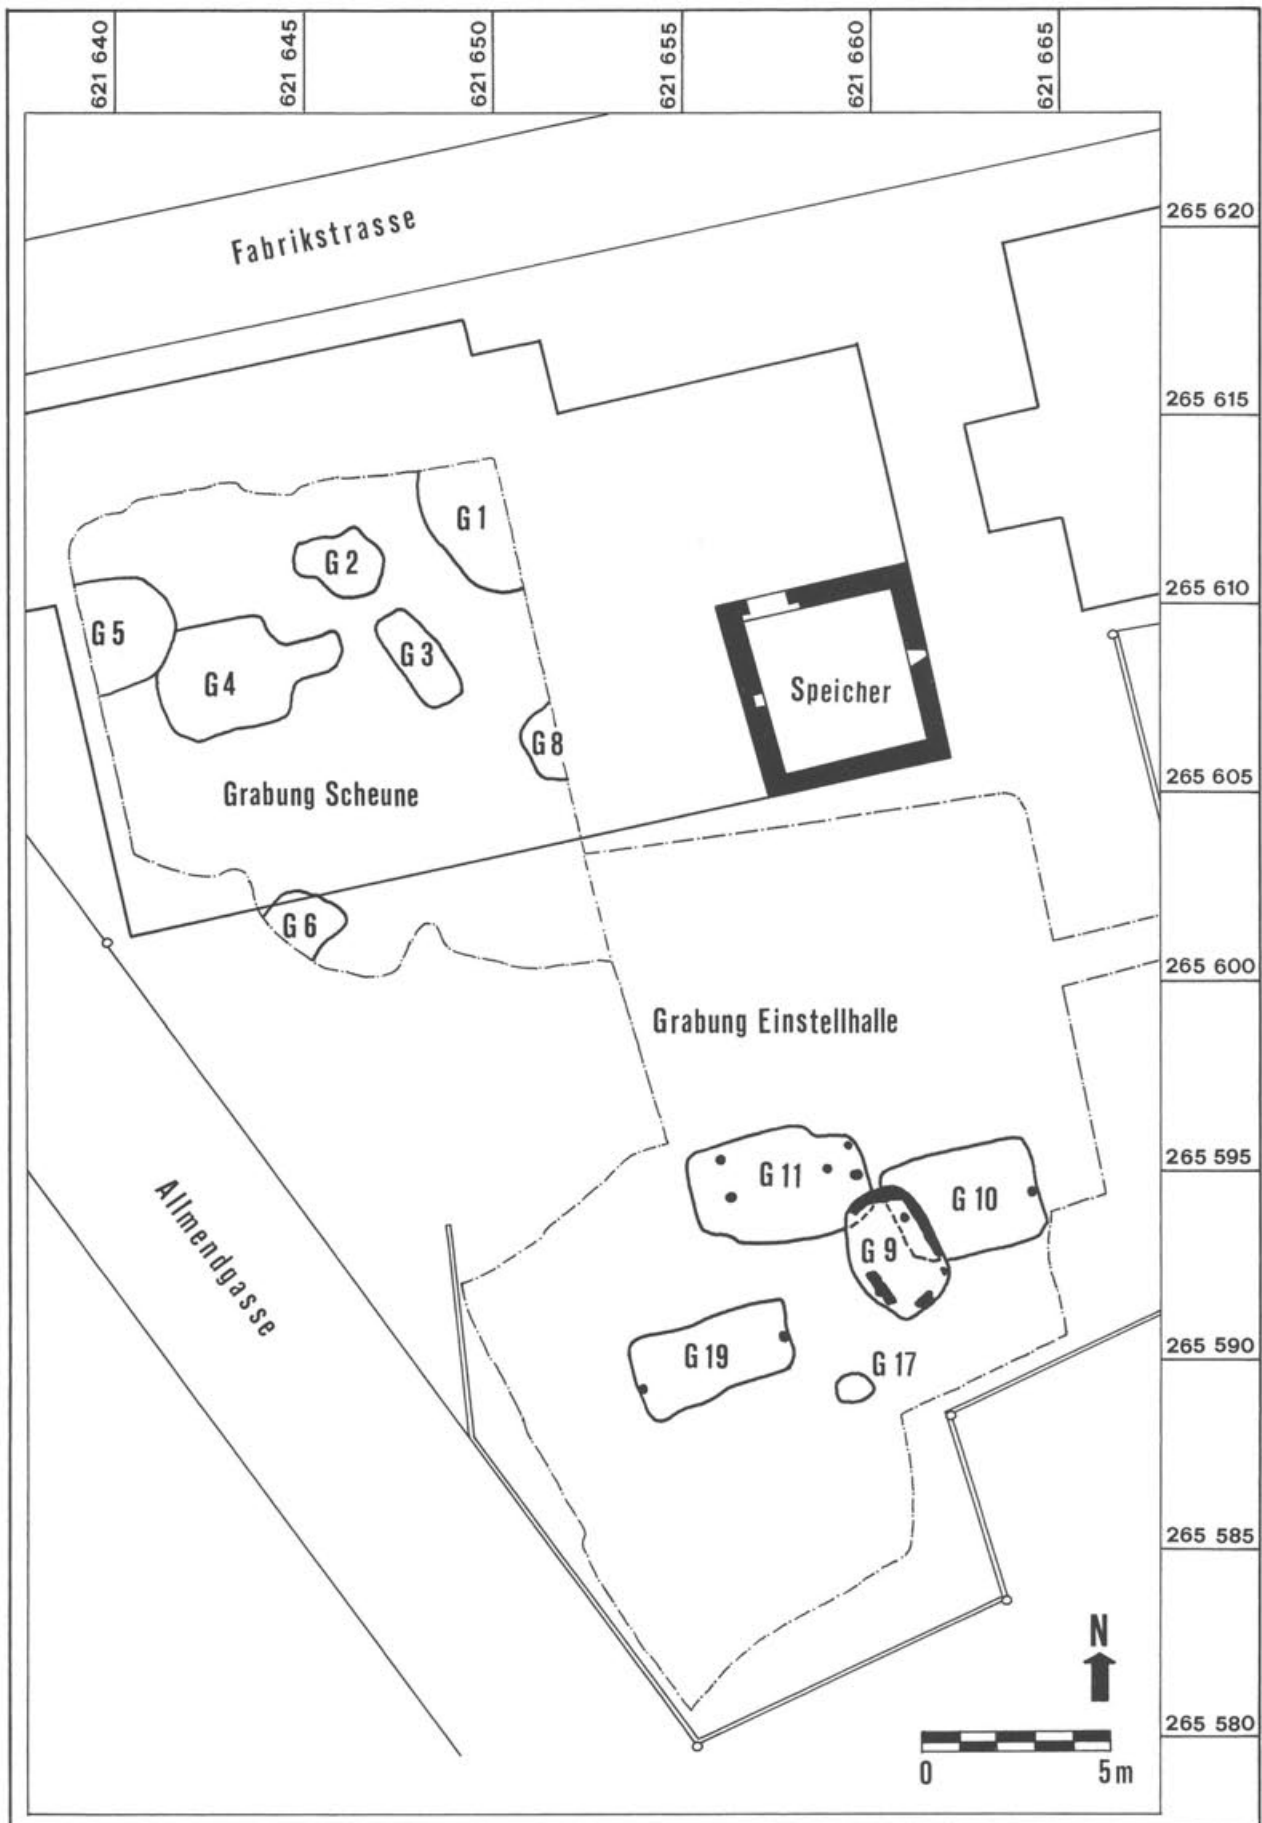 621 640
621 645
621 650
621 655
621 660
621 665
265 620
Fabrikstrasse
265 615
G 1
G 2
265 610
G 5
G 3
G 4
Speicher
G 8
265 605
Grabung Scheune
G 6
265 600
Grabung Einstellhalle
265 595
G 11
G 10
Allmendgasse
G 9
265 590
G 19
G 17
265 585
N
265 580
0 5 m